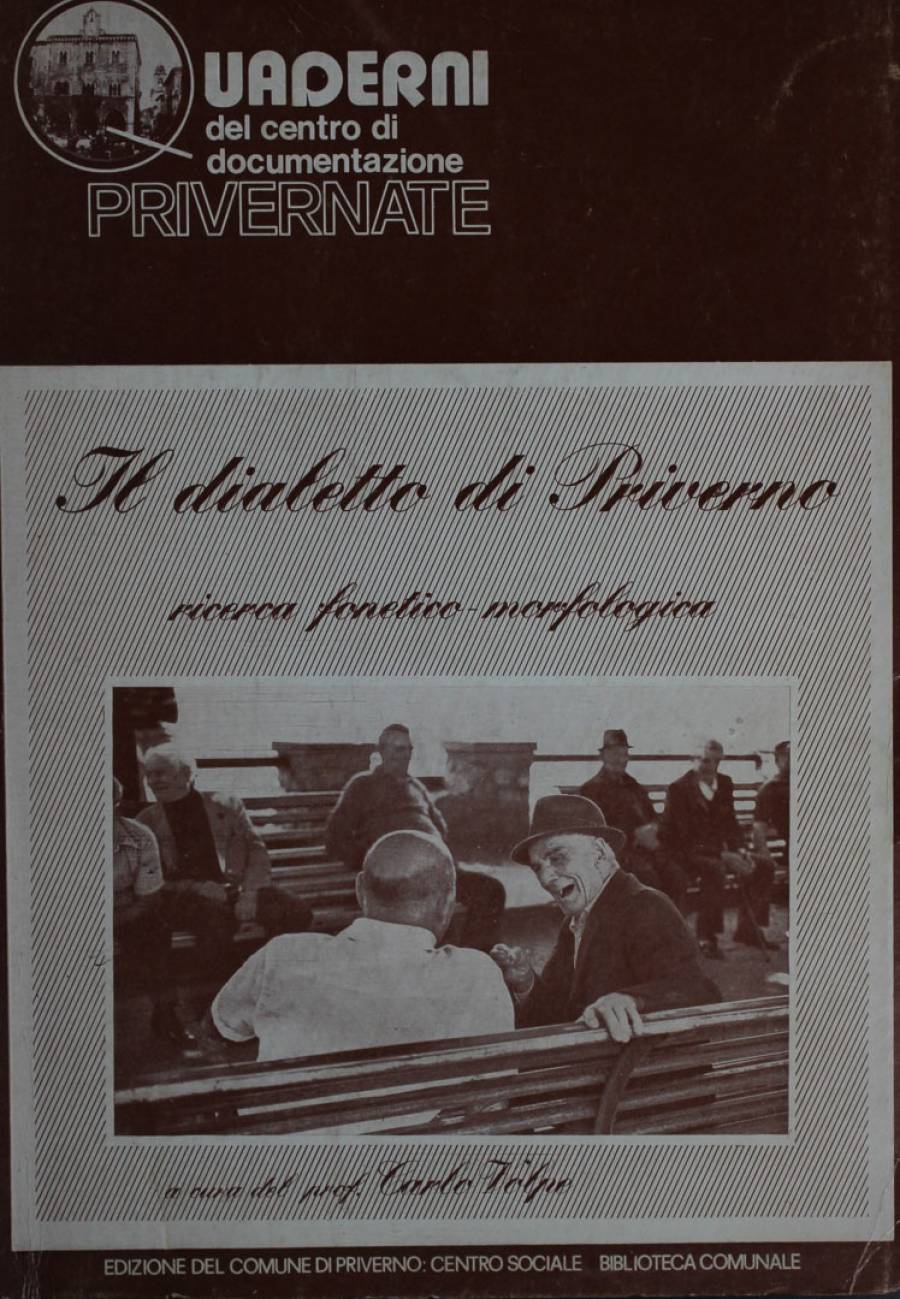 QUADERNI
del centro di
documentazione
PRIVERNATE
Il dialetto di Priverno
ricerca fonetico-morfologica
a cura del prof. Carlo Volpe
EDIZIONE DEL COMUNE DI PRIVERNO: CENTRO SOCIALE BIBLIOTECA COMUNALE